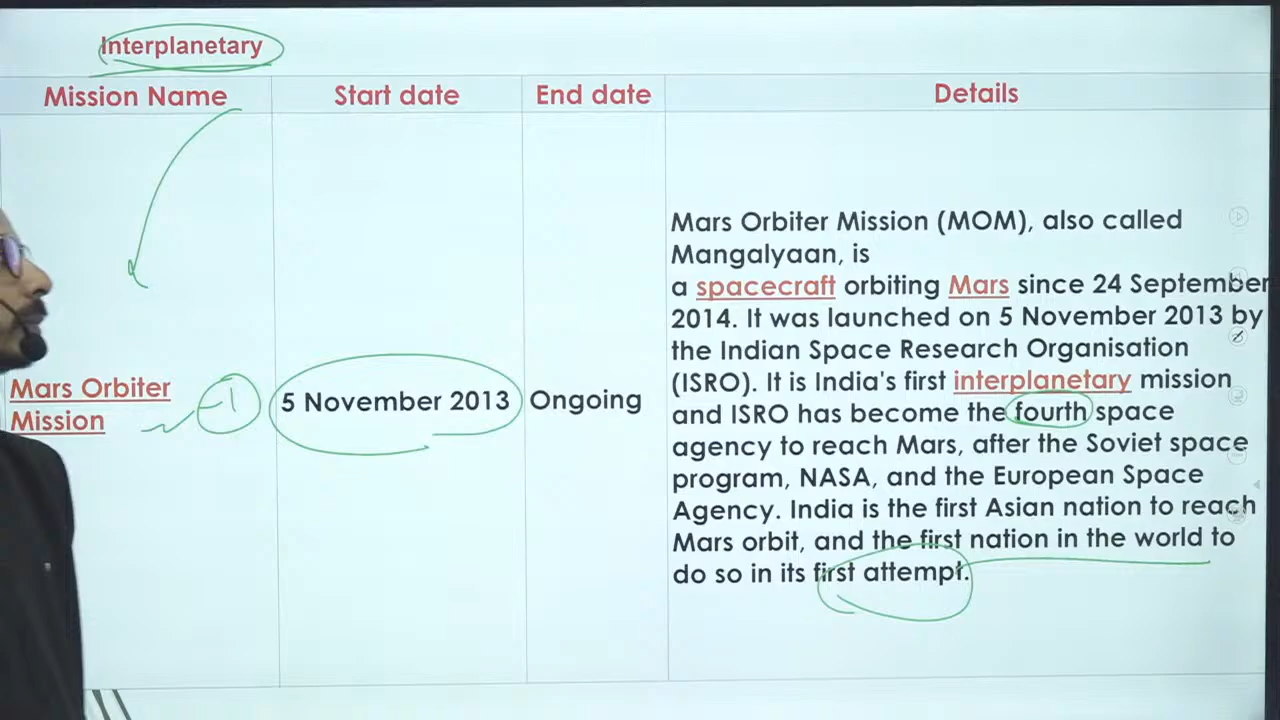 Interplanetary
Mission Name Start date End date Details
Mars Orbiter Mission (MOM), also called
Mangalyaan, is
a spacecraft orbiting Mars since 24 September
2014. It was launched on 5 November 2013 by
the Indian Space Research Organisation
(ISRO). It is India's first interplanetary mission
and ISRO has become the fourth space
agency to reach Mars, after the Soviet space
program, NASA, and the European Space
Agency. India is the first Asian nation to reach
Mars orbit, and the first nation in the world to
do so in its first attempt.
Mars Orbiter
Mission
-1
5 November 2013
Ongoing